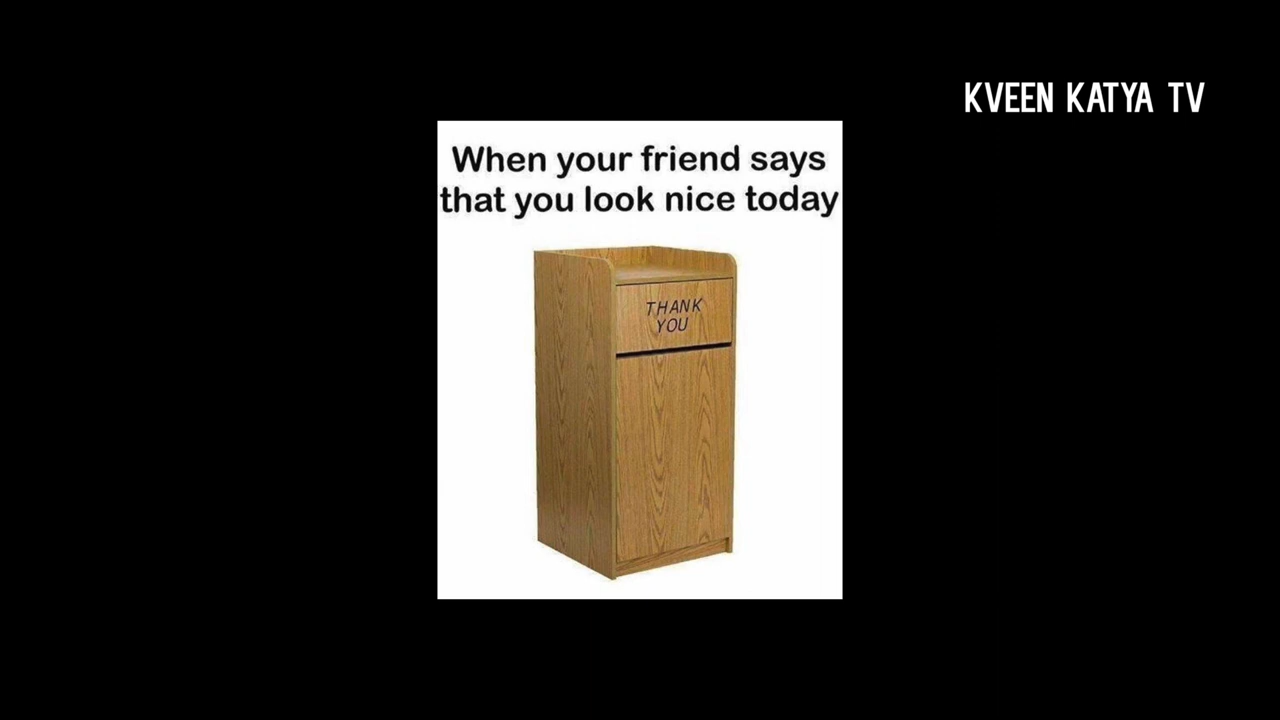 KVEEN KATYA TV
When your friend says
that you look nice today
THANK
YOU